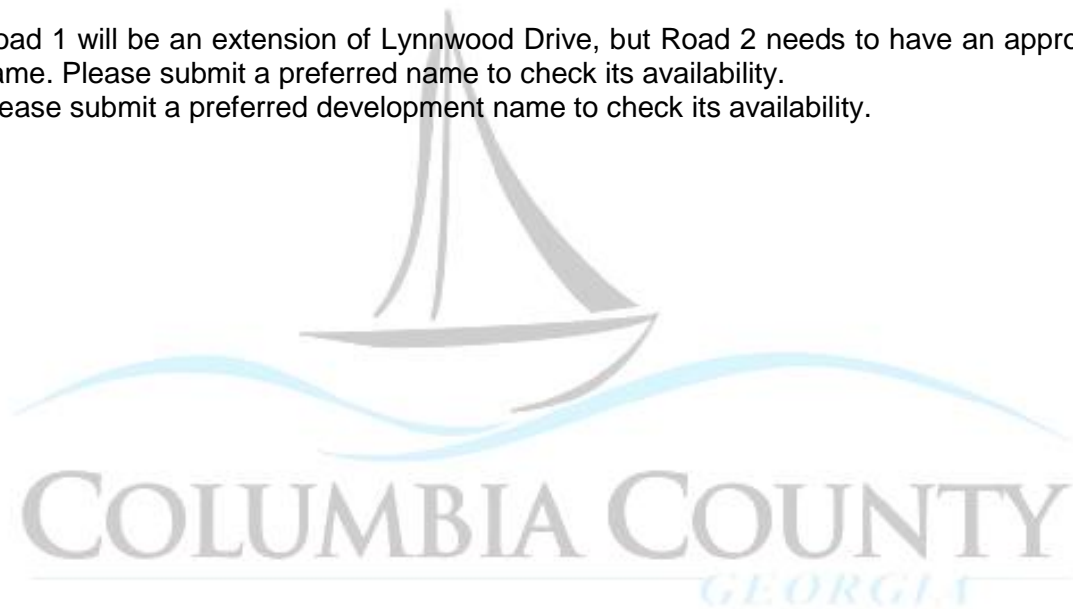 oad 1 will be an extension of Lynnwood Drive, but Road 2 needs to have an appro
ame. Please submit a preferred name to check its availability.
ease submit a preferred development name to check its availability.
COLUMBIA COUNTY
GEORGIA